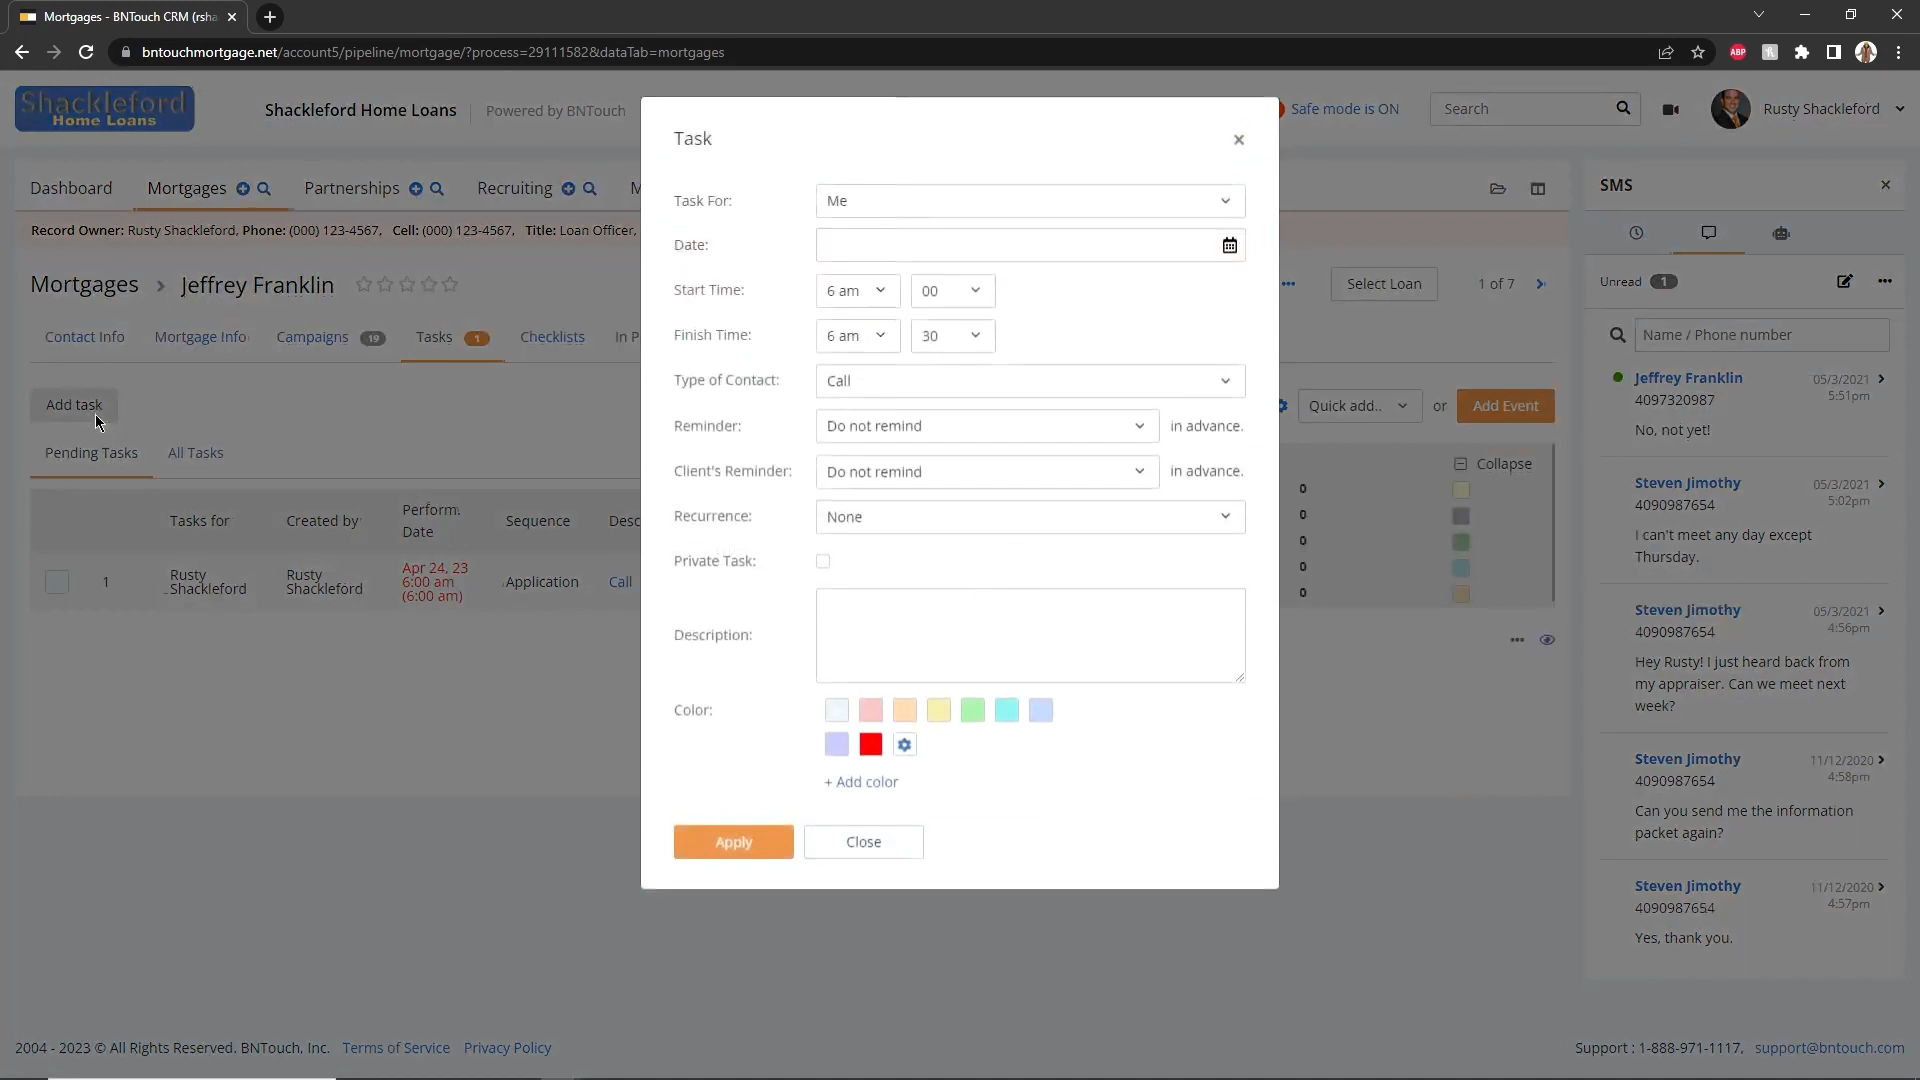 Mortgages - BNTouch CRM (rsha
bntouchmortgage.net/account5/pipeline/mortgage/?process=29111582&dataTab=mortgages
ABP
Shackleford
Home Loans
Shackleford Home Loans
Powered by BNTouch
Safe mode is ON
Search
Rusty Shackleford
Dashboard
Mortgages
Partnerships
Recruiting
M
Record Owner: Rusty Shackleford, Phone: (000) 123-4567, Cell: (000) 123-4567, Title: Loan Officer,
Mortgages > Jeffrey Franklin
Select Loan
1 of 7
Contact Info
Mortgage Info
Campaigns 19
Tasks 1
Checklists
In P
Add task
Quick add..
or
Add Event
Pending Tasks
All Tasks
Collapse
Tasks for
Created by
Perform.
Date
Sequence
Desc
1
Rusty
Shackleford
Rusty
Shackleford
Apr 24, 23
6:00 am
(6:00 am)
Application
Call
0
0
0
0
0
Task
Task For:
Me
Date:
Start Time:
6 am
00
Finish Time:
6 am
30
Type of Contact:
Call
Reminder:
Do not remind
in advance.
Client's Reminder:
Do not remind
in advance.
Recurrence:
None
Private Task:
Description:
Color:
+ Add color
Apply
Close
SMS
Unread 1
Name / Phone number
Jeffrey Franklin
05/3/2021
4097320987
5:51pm
No, not yet!
Steven Jimothy
05/3/2021
4090987654
5:02pm
I can't meet any day except
Thursday.
Steven Jimothy
05/3/2021
4090987654
4:56pm
Hey Rusty! I just heard back from
my appraiser. Can we meet next
week?
Steven Jimothy
11/12/2020
4090987654
4:58pm
Can you send me the information
packet again?
Steven Jimothy
11/12/2020
4090987654
4:57pm
Yes, thank you.
2004 - 2023 © All Rights Reserved. BNTouch, Inc. Terms of Service Privacy Policy
Support : 1-888-971-1117, support@bntouch.com